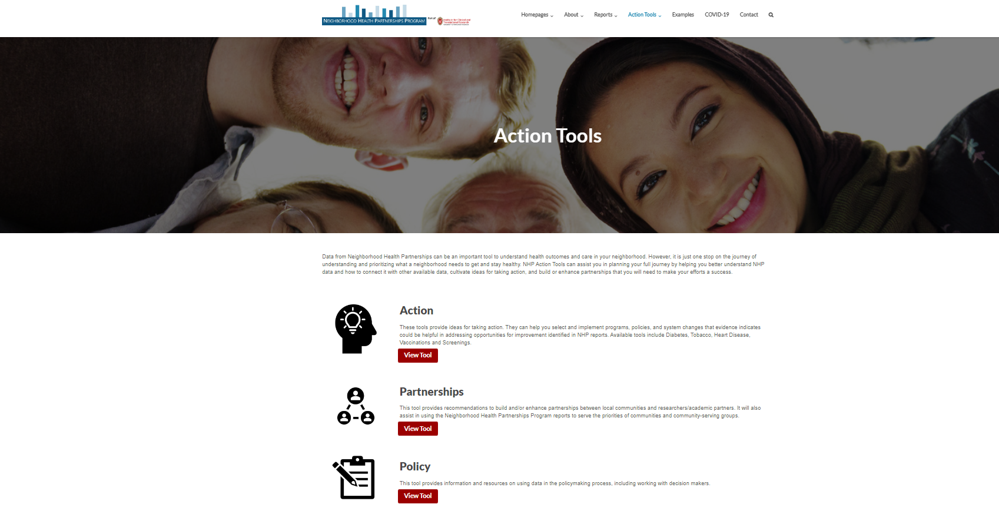 NEIGHBORHOOD HEALTH PARTNERSHIPS PROGRAM
Part of:
Institute for Clinical and
Translational Research
Homepages
About
Reports
Action Tools
Examples
COVID-19
Contact
Action Tools
Data from Neighborhood Health Partnerships can be an important tool to understand health outcomes and care in your neighborhood. However, it is just one stop on the journey of
understanding and prioritizing what a neighborhood needs to get and stay healthy. NHP Action Tools can assist you in planning your full journey by helping you better understand NHP
data and how to connect it with other available data, cultivate ideas for taking action, and build or enhance partnerships that you will need to make your efforts a success.
Action
These tools provide ideas for taking action. They can help you select and implement programs, policies, and system changes that evidence indicates
could be helpful in addressing opportunities for improvement identified in NHP reports. Available tools include Diabetes, Tobacco, Heart Disease,
Vaccinations and Screenings.
View Tool
Partnerships
This tool provides recommendations to build and/or enhance partnerships between local communities and researchers/academic partners. It will also
assist in using the Neighborhood Health Partnerships Program reports to serve the priorities of communities and community-serving groups.
View Tool
Policy
This tool provides information and resources on using data in the policymaking process, including working with decision makers.
View Tool